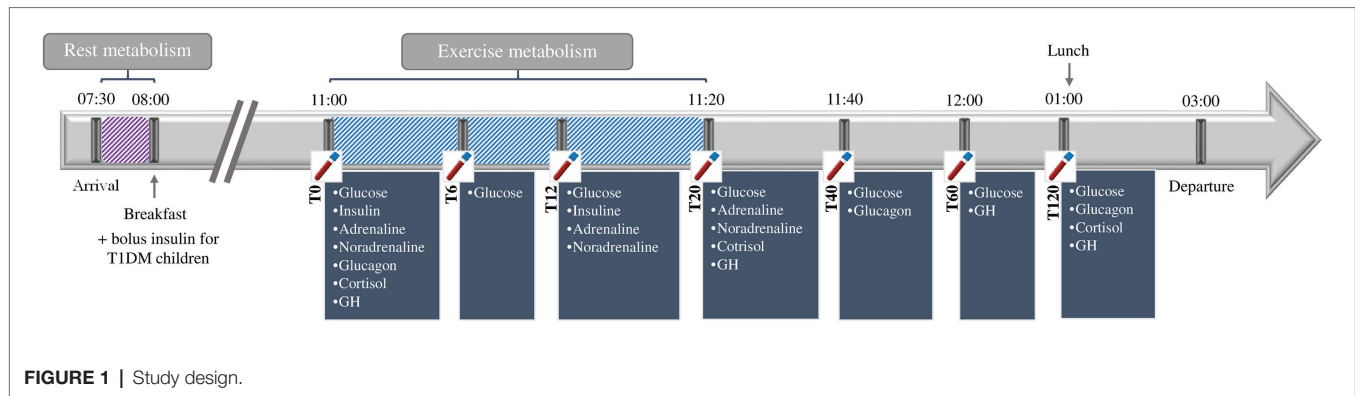 Rest metabolism
Exercise metabolism
Lunch
07:30
08:00
11:00
11:20
11:40
12:00
01:00
03:00
Arrival
Breakfast
+ bolus insulin for
T1DM children
T0
•Glucose
•Insulin
•Adrenaline
•Noradrenaline
•Glucagon
•Cortisol
•GH
T6
•Glucose
T12
•Glucose
•Insuline
•Adrenaline
•Noradrenaline
T20
•Glucose
•Adrenaline
•Noradrenaline
•Cotrisol
•GH
T40
•Glucose
•Glucagon
T60
•Glucose
•GH
T120
•Glucose
•Glucagon
•Cortisol
•GH
Departure
FIGURE 1 | Study design.